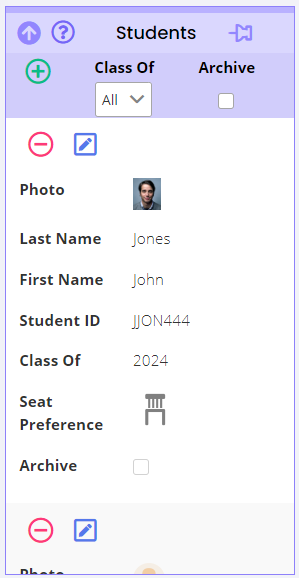 Students
Class Of Archive
All
Photo
Last Name Jones
First Name John
Student ID JJON444
Class Of 2024
Seat
Preference
Archive
Photo